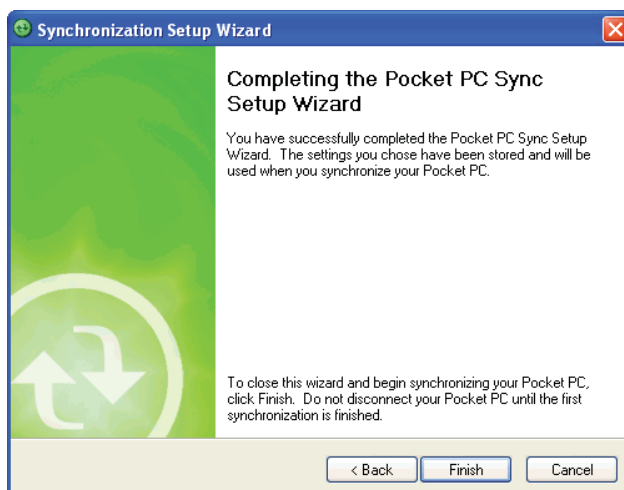 Synchronization Setup Wizard
Completing the Pocket PC Sync
Setup Wizard
You have successfully completed the Pocket PC Sync Setup
Wizard. The settings you chose have been stored and will be
used when you synchronize your Pocket PC.
To close this wizard and begin synchronizing your Pocket PC,
click Finish. Do not disconnect your Pocket PC until the first
synchronization is finished.
< Back Finish Cancel